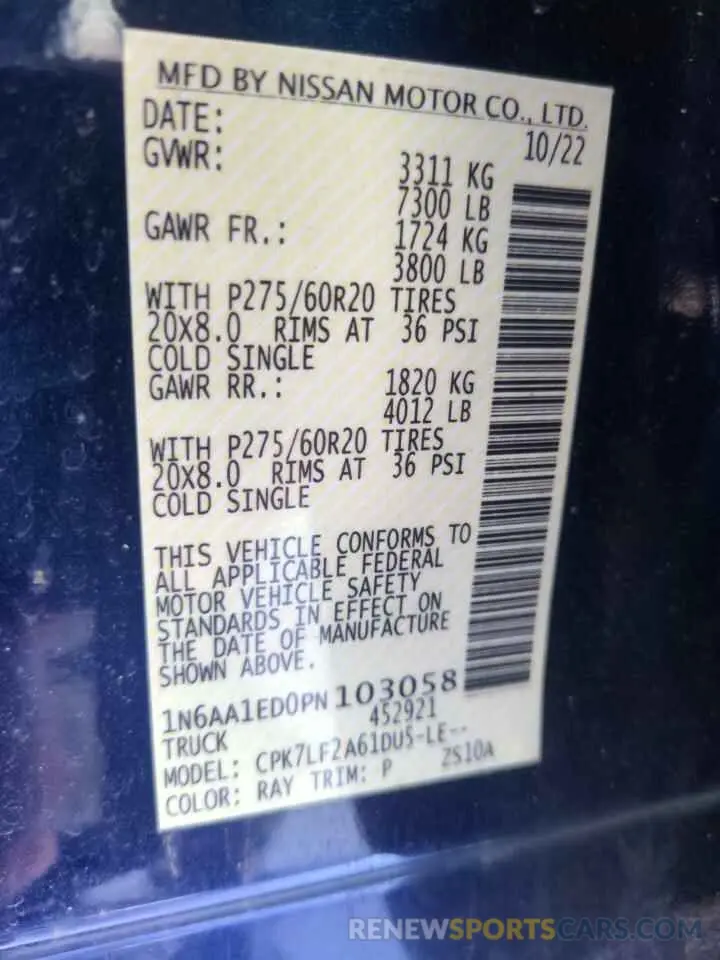 MFD BY NISSAN MOTOR CO., LTD.
DATE: 10/22
GVWR: 3311 KG
7300 LB
GAWR FR.: 1724 KG
3800 LB
WITH P275/60R20 TIRES
20X8.0 RIMS AT 36 PSI
COLD SINGLE
GAWR RR.: 1820 KG
4012 LB
WITH P275/60R20 TIRES
20X8.0 RIMS AT 36 PSI
COLD SINGLE
THIS VEHICLE CONFORMS TO
ALL APPLICABLE FEDERAL
MOTOR VEHICLE SAFETY
STANDARDS IN EFFECT ON
THE DATE OF MANUFACTURE
SHOWN ABOVE.
1N6AA1ED0PN103058
TRUCK 452921
MODEL: CPK7LF2A61DU5-LE--
COLOR: RAY TRIM: P ZS10A
RENEWSPORTSCARS.COM